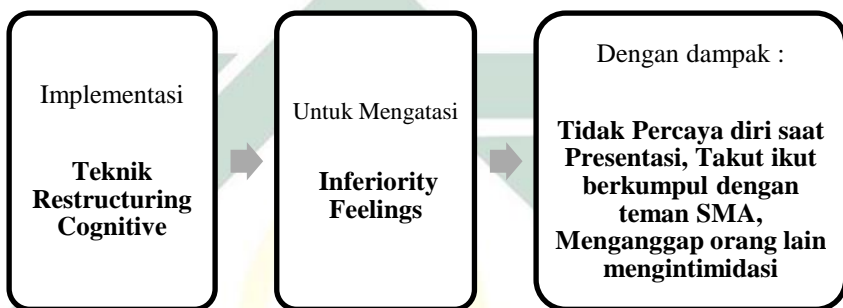 Implementasi
Teknik
Restructuring
Cognitive
Untuk Mengatasi
Inferiority
Feelings
Dengan dampak :
Tidak Percaya diri saat
Presentasi, Takut ikut
berkumpul dengan
teman SMA,
Menganggap orang lain
mengintimidasi